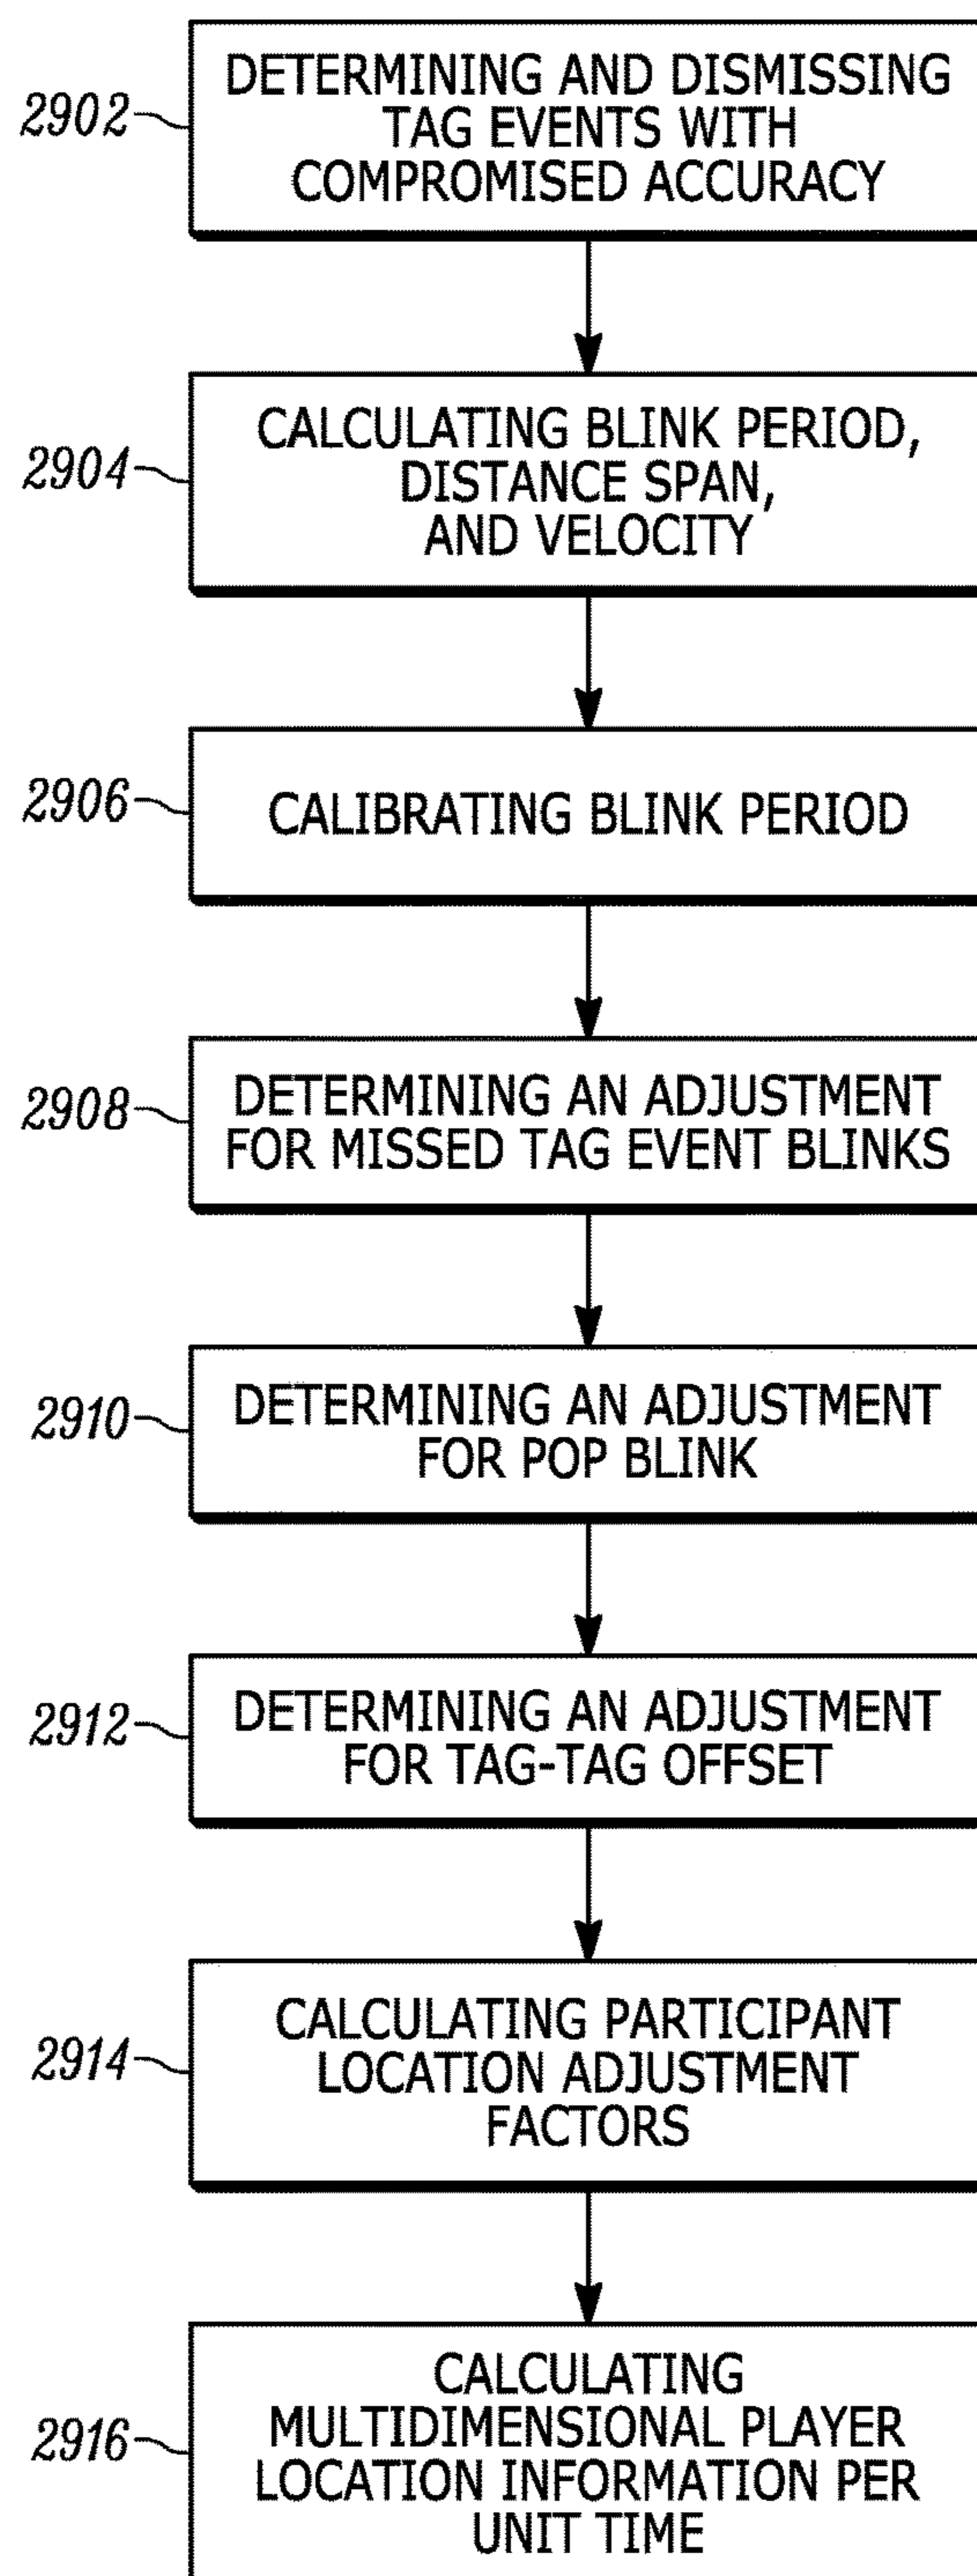 2902
DETERMINING AND DISMISSING
TAG EVENTS WITH
COMPROMISED ACCURACY
2904
CALCULATING BLINK PERIOD,
DISTANCE SPAN,
AND VELOCITY
2906
CALIBRATING BLINK PERIOD
2908
DETERMINING AN ADJUSTMENT
FOR MISSED TAG EVENT BLINKS
2910
DETERMINING AN ADJUSTMENT
FOR POP BLINK
2912
DETERMINING AN ADJUSTMENT
FOR TAG-TAG OFFSET
2914
CALCULATING PARTICIPANT
LOCATION ADJUSTMENT
FACTORS
2916
CALCULATING
MULTIDIMENSIONAL PLAYER
LOCATION INFORMATION PER
UNIT TIME